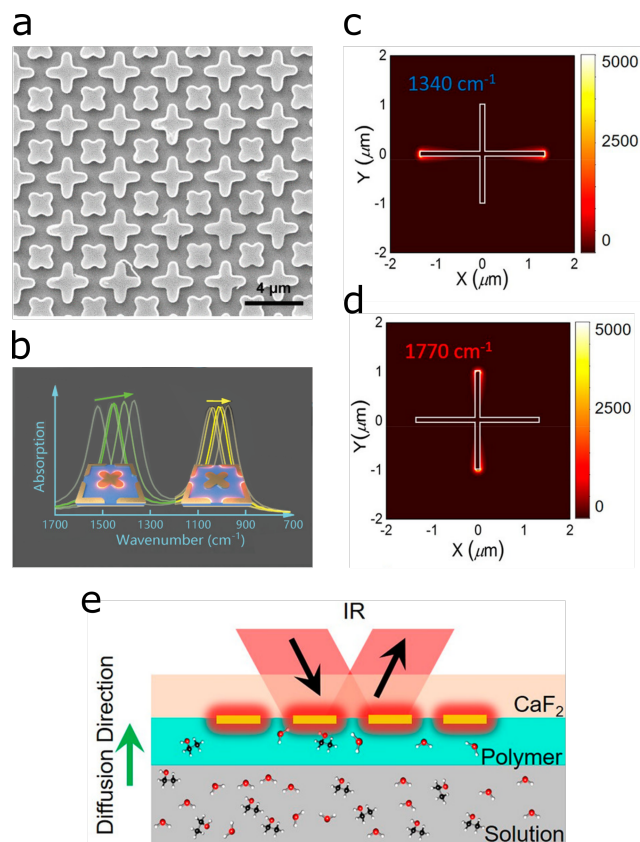 a
4 μm
b
Absorption
1700 1500 1300 1100 900 700
Wavenumber (cm⁻¹)
c
1340 cm⁻¹
Y (μm)
2
1
0
-1
-2
-2 -1 0 1 2
X (μm)
5000
2500
0
d
1770 cm⁻¹
Y(μm)
2
1
0
-1
-2
-2 -1 0 1 2
X (μm)
5000
2500
0
e
IR
CaF₂
Polymer
Solution
Diffusion Direction